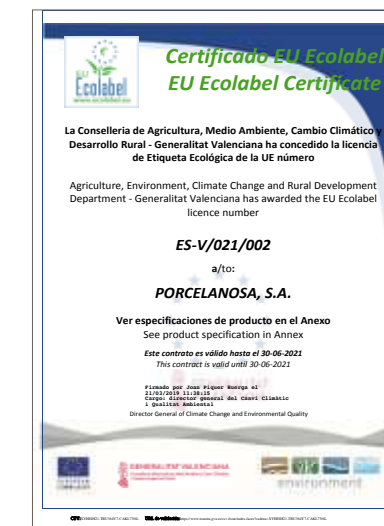 EU
Ecolabel
www.ecolabel.eu
Certificado EU Ecolabel
EU Ecolabel Certificate
La Conselleria de Agricultura, Medio Ambiente, Cambio Climático y
Desarrollo Rural - Generalitat Valenciana ha concedido la licencia
de Etiqueta Ecológica de la UE número
Agriculture, Environment, Climate Change and Rural Development
Department - Generalitat Valenciana has awarded the EU Ecolabel
licence number
ES-V/021/002
a/to:
PORCELANOSA, S.A.
Ver especificaciones de producto en el Anexo
See product specification in Annex
Este contrato es válido hasta el 30-06-2021
This contract is valid until 30-06-2021
Firmado por Joan Piquer Huerga el
21/03/2019 11:38:15
Cargo: director general del Canvi Climàtic
i Qualitat Ambiental
Director General of Climate Change and Environmental Quality
GENERALITAT VALENCIANA
environment